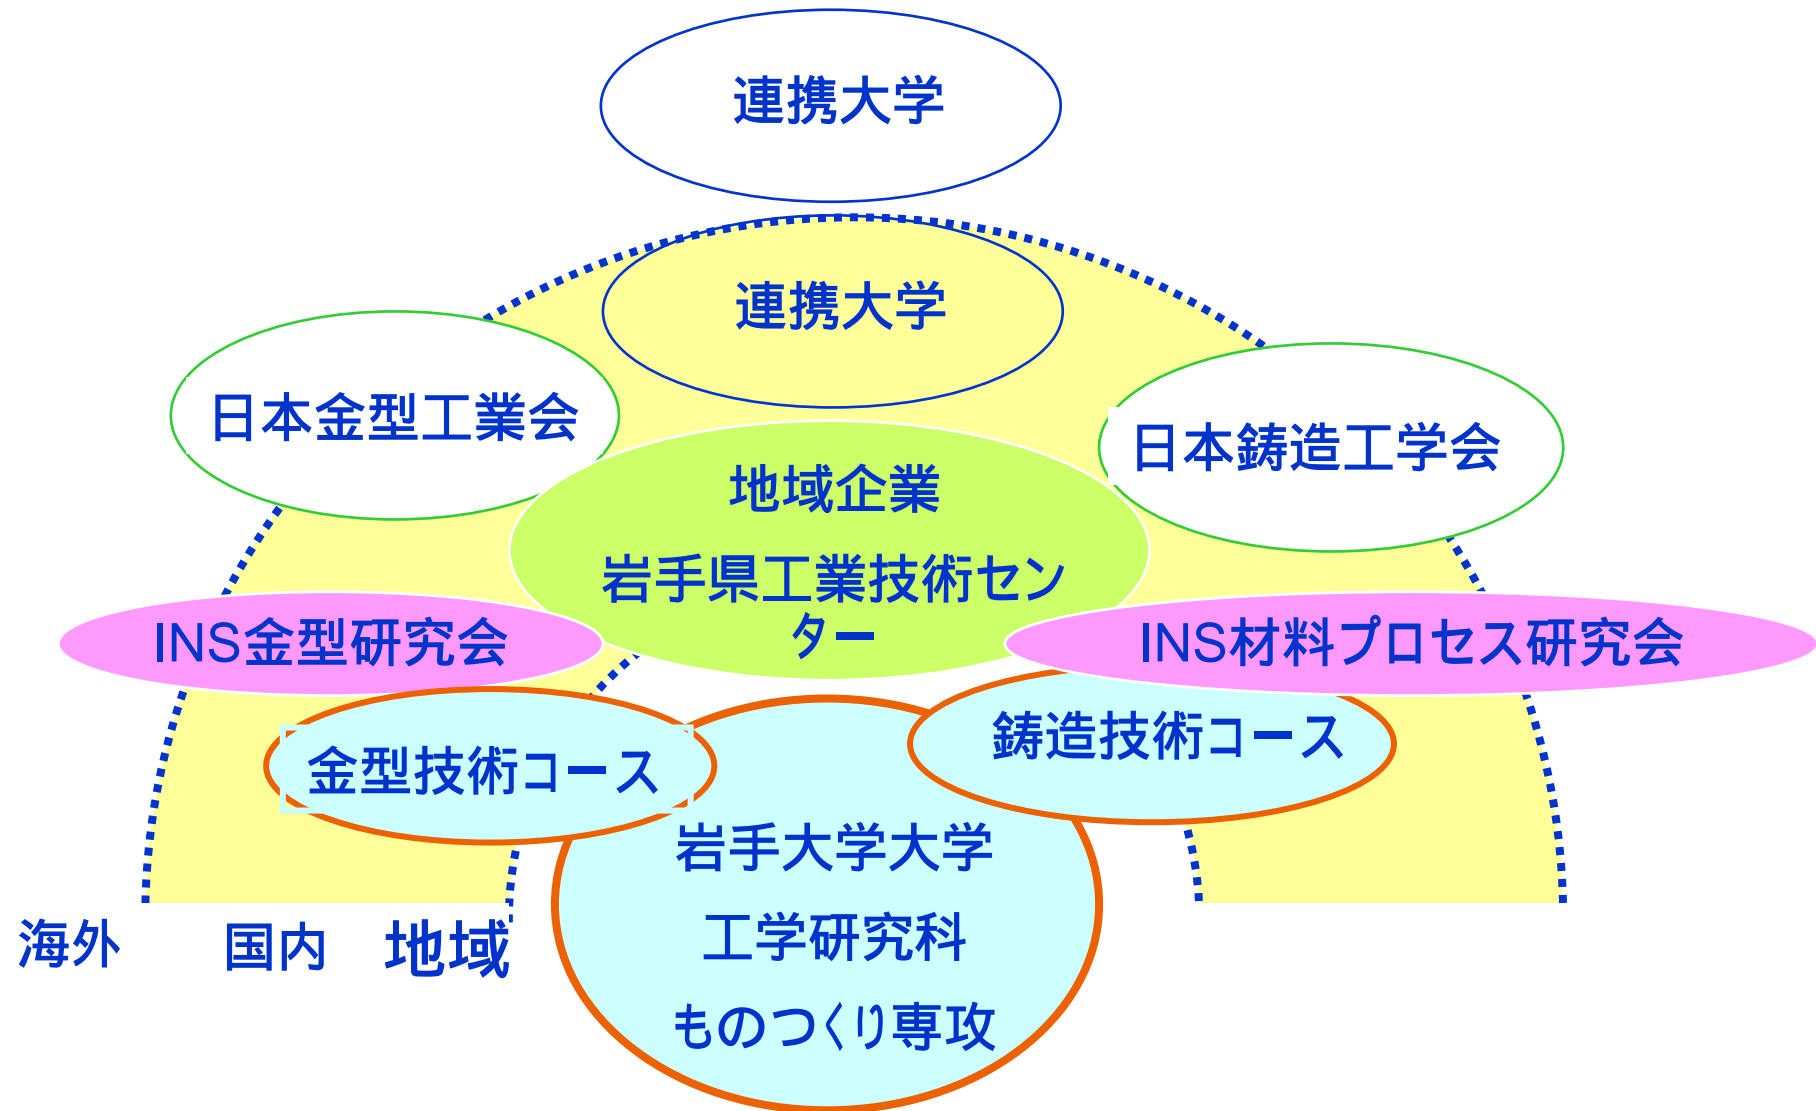 連携大学
連携大学
日本金型工業会
日本鋳造工学会
地域企業
岩手県工業技術セン
ター
INS金型研究会
INS材料プロセス研究会
金型技術コース
鋳造技術コース
岩手大学大学
工学研究科
ものつくり専攻
海外
国内
地域